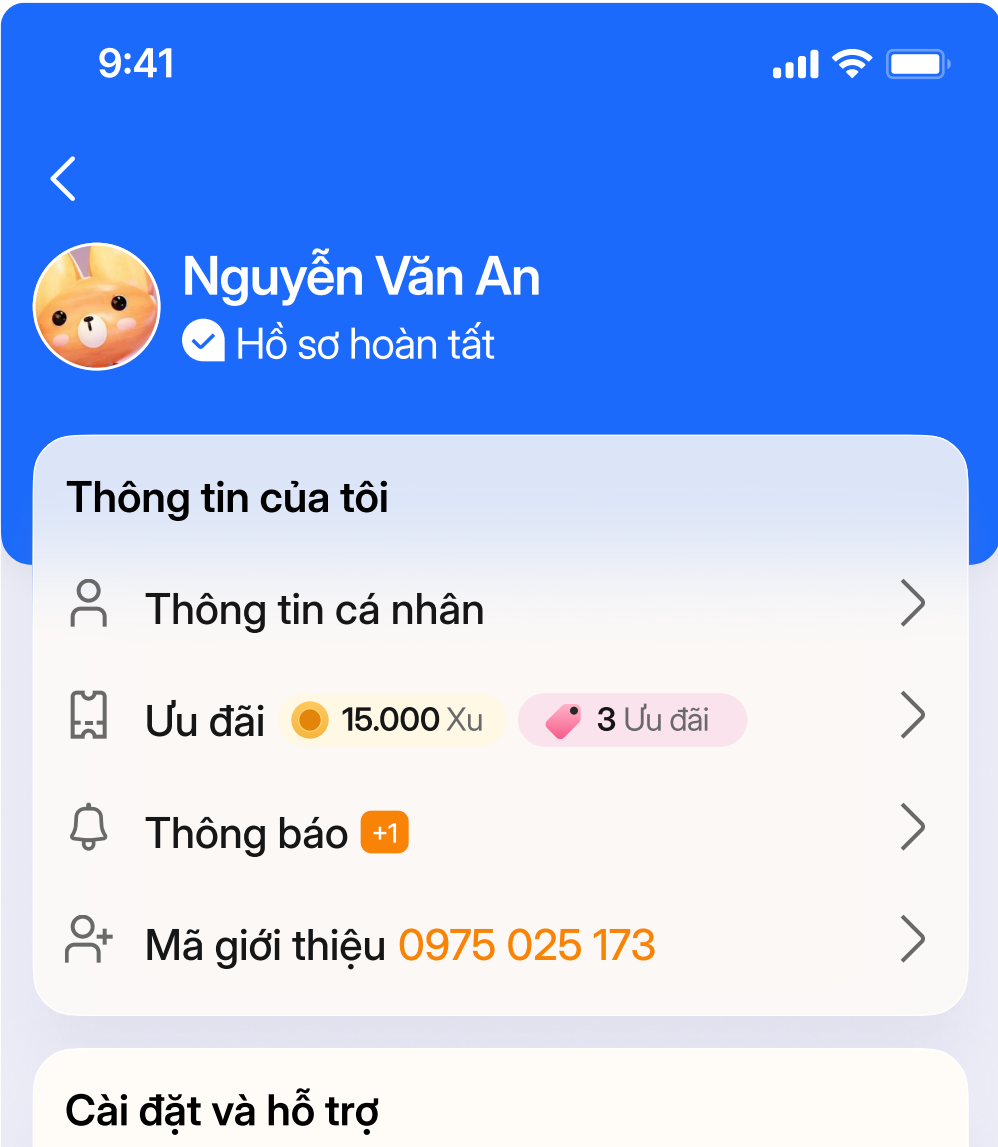 9:41
Nguyễn Văn An
Hồ sơ hoàn tất
Thông tin của tôi
Thông tin cá nhân
Ưu đãi 15.000 Xu 3 Ưu đãi
Thông báo +1
Mã giới thiệu 0975 025 173
Cài đặt và hỗ trợ